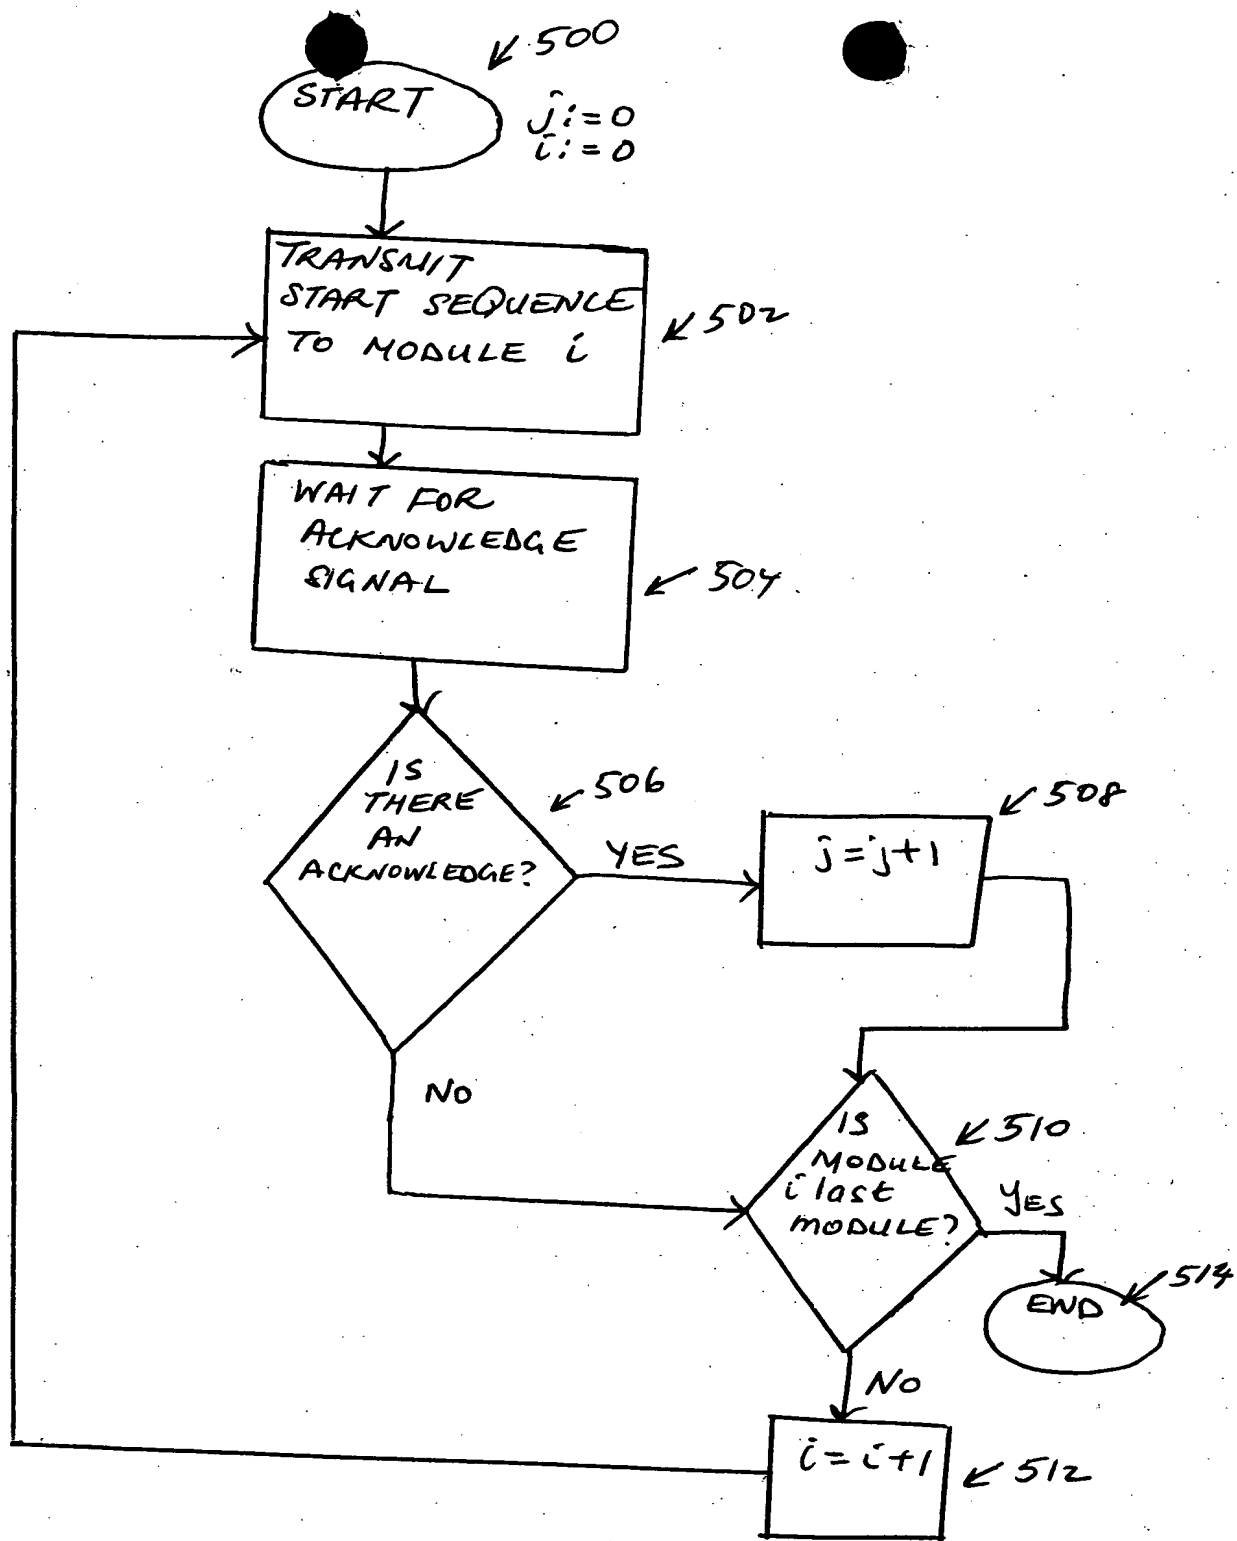 500
START
j:=0
i:=0
TRANSMIT
START SEQUENCE
TO MODULE i
502
WAIT FOR
ACKNOWLEDGE
SIGNAL
504
IS
THERE
AN
ACKNOWLEDGE?
506
YES
508
j=j+1
NO
IS
MODULE
i last
MODULE?
510
YES
514
END
NO
i=i+1
512